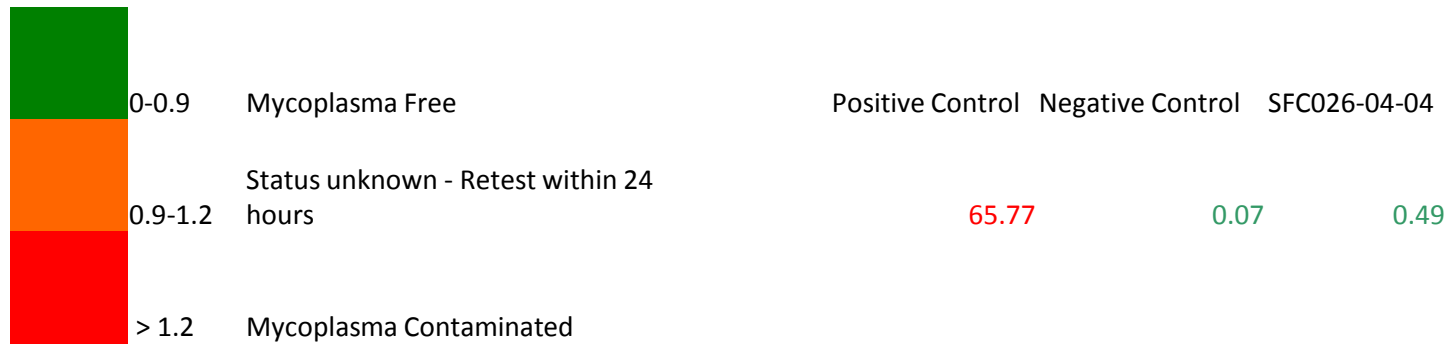 0-0.9 Mycoplasma Free Positive Control Negative Control SFC026-04-04
Status unknown - Retest within 24
0.9-1.2 hours 65.77 0.07 0.49
> 1.2 Mycoplasma Contaminated